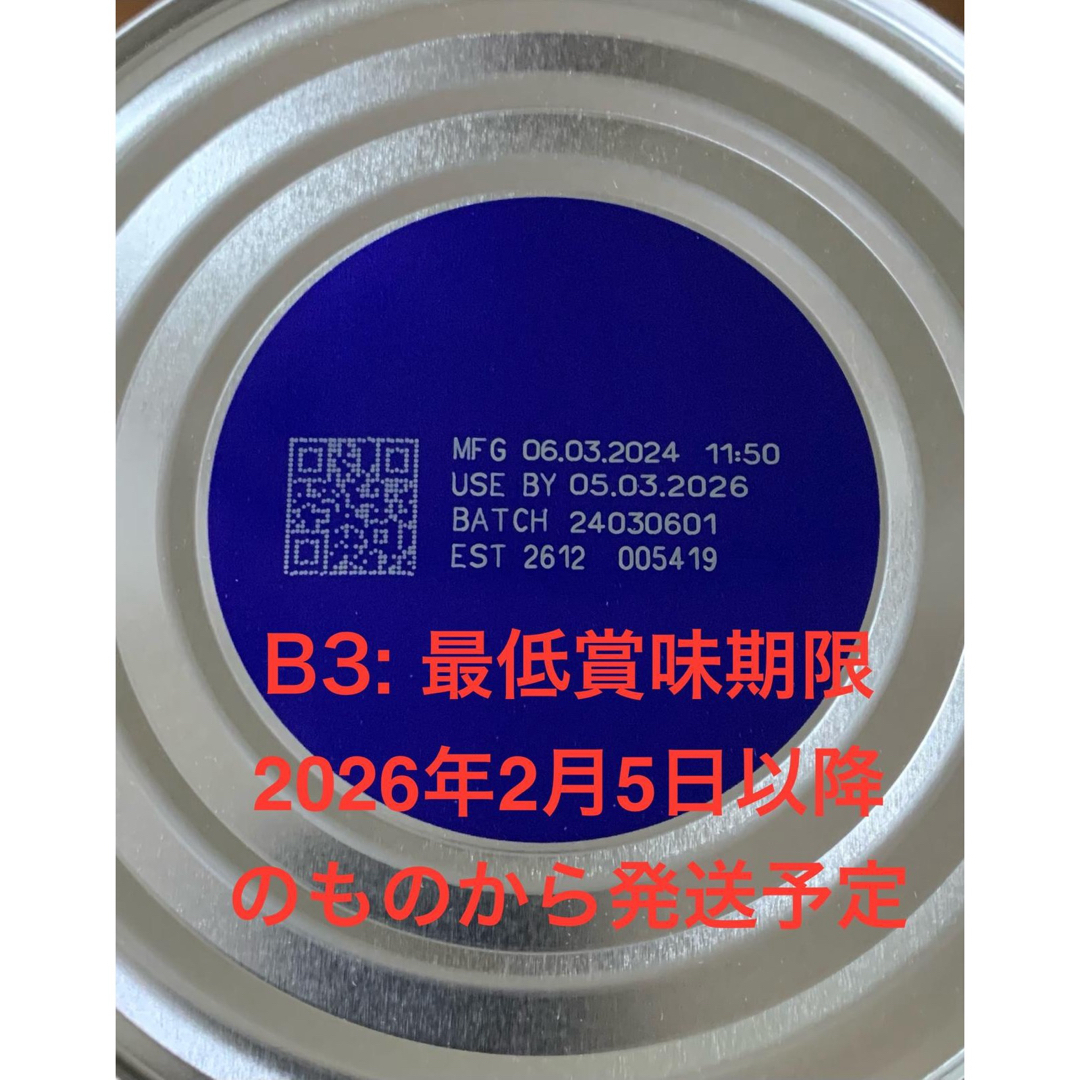 MFG 06.03.2024 11:50
USE BY 05.03.2026
BATCH 24030601
EST 2612 005419
B3: 最低賞味期限
2026年2月5日以降
のものから発送予定